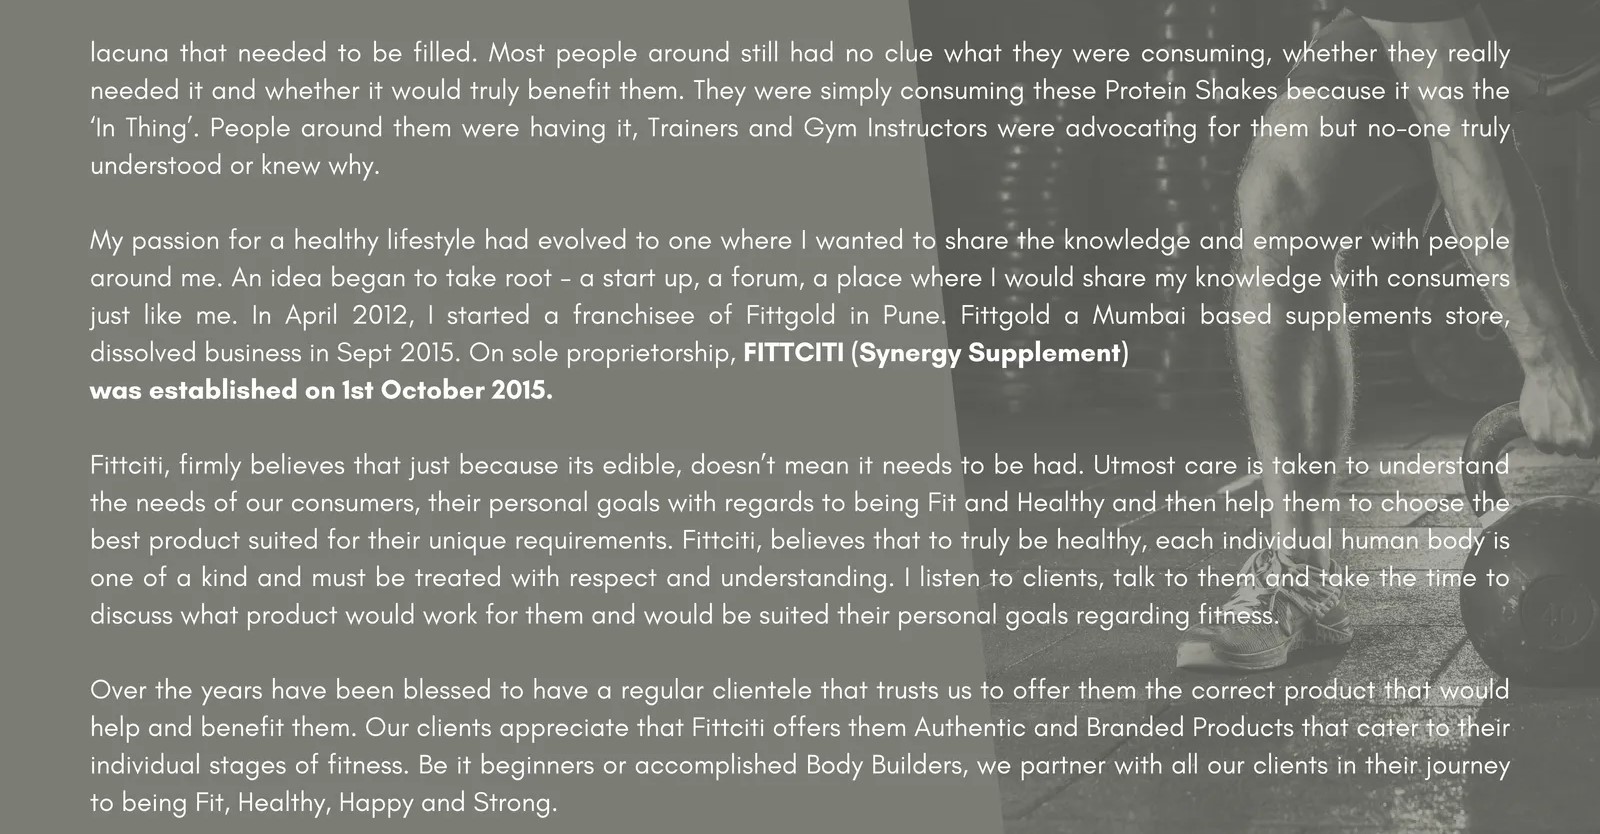 lacuna that needed to be filled. Most people around still had no clue what they were consuming, whether they really
needed it and whether it would truly benefit them. They were simply consuming these Protein Shakes because it was the
‘In Thing’. People around them were having it, Trainers and Gym Instructors were advocating for them but no-one truly
understood or knew why.
My passion for a healthy lifestyle had evolved to one where I wanted to share the knowledge and empower with people
around me. An idea began to take root - a start up, a forum, a place where I would share my knowledge with consumers
just like me. In April 2012, I started a franchisee of Fittgold in Pune. Fittgold a Mumbai based supplements store,
dissolved business in Sept 2015. On sole proprietorship, FITTCITI (Synergy Supplement)
was established on 1st October 2015.
Fittciti, firmly believes that just because its edible, doesn’t mean it needs to be had. Utmost care is taken to understand
the needs of our consumers, their personal goals with regards to being Fit and Healthy and then help them to choose the
best product suited for their unique requirements. Fittciti, believes that to truly be healthy, each individual human body is
one of a kind and must be treated with respect and understanding. I listen to clients, talk to them and take the time to
discuss what product would work for them and would be suited their personal goals regarding fitness.
Over the years have been blessed to have a regular clientele that trusts us to offer them the correct product that would
help and benefit them. Our clients appreciate that Fittciti offers them Authentic and Branded Products that cater to their
individual stages of fitness. Be it beginners or accomplished Body Builders, we partner with all our clients in their journey
to being Fit, Healthy, Happy and Strong.